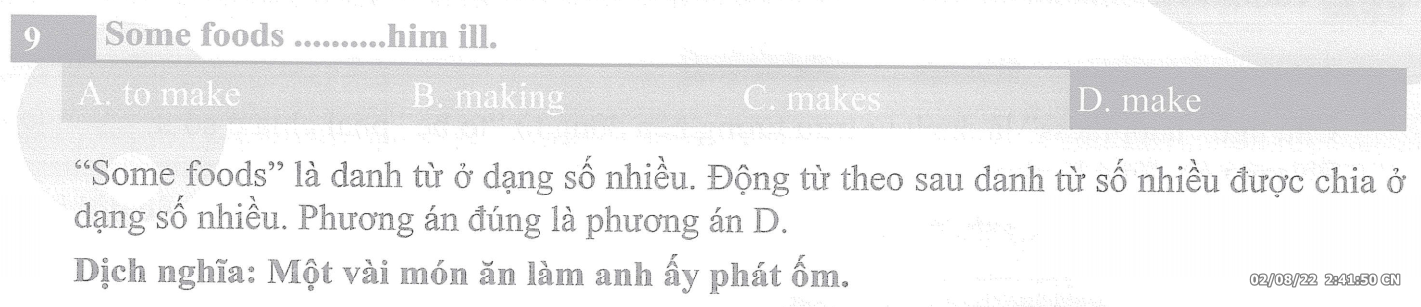 9 Some foods ..........him ill.
A. to make B. making C. makes D. make
“Some foods” là danh từ ở dạng số nhiều. Động từ theo sau danh từ số nhiều được chia ở
dạng số nhiều. Phương án đúng là phương án D.
Dịch nghĩa: Một vài món ăn làm anh ấy phát ốm.
02/08/22 2:41:50 CN